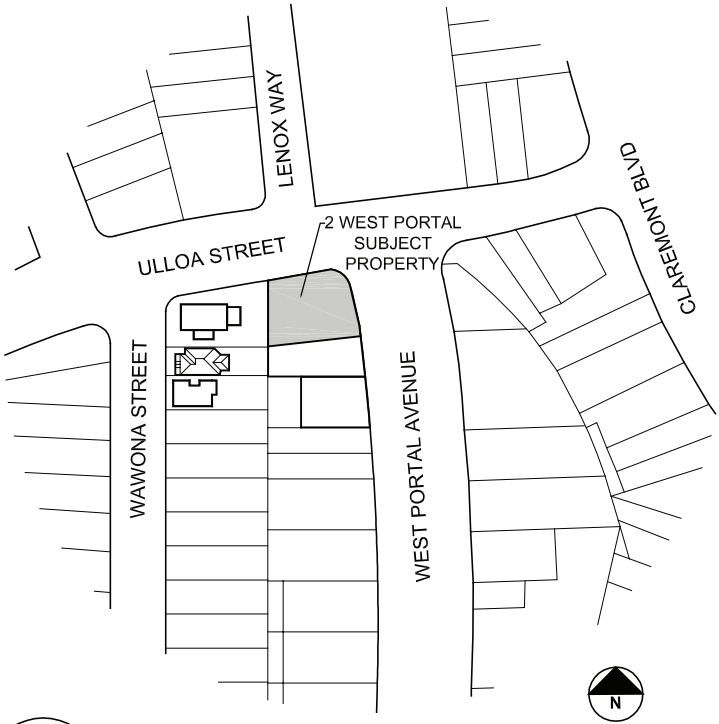 LENOX WAY
CLAREMONT BLVD
2 WEST PORTAL
SUBJECT
PROPERTY
ULLOA STREET
WAWONA STREET
WEST PORTAL AVENUE
N